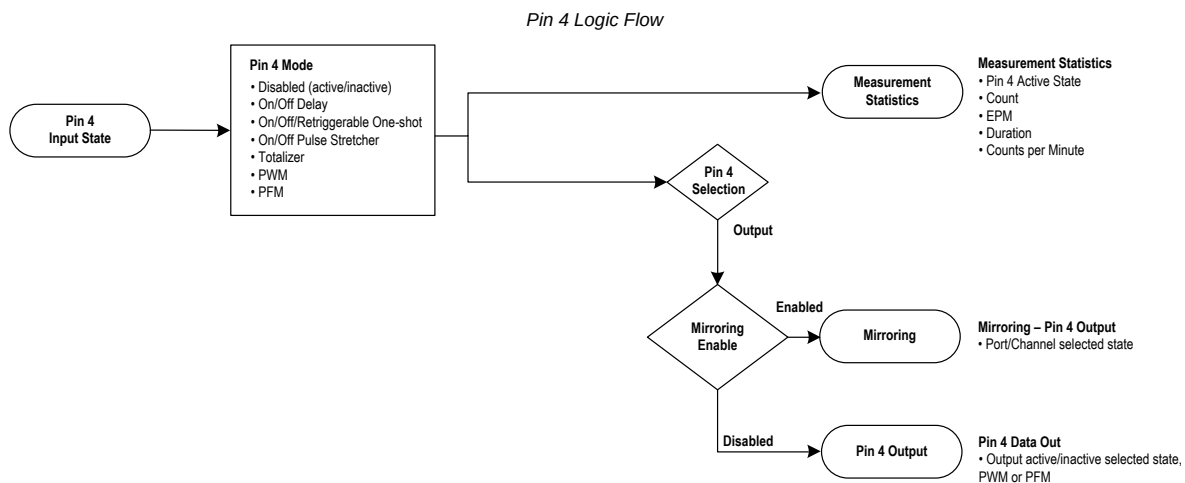 Pin 4 Logic Flow
Pin 4
Input State
Pin 4 Mode
• Disabled (active/inactive)
• On/Off Delay
• On/Off/Retriggerable One-shot
• On/Off Pulse Stretcher
• Totalizer
• PWM
• PFM
Measurement
Statistics
Measurement Statistics
• Pin 4 Active State
• Count
• EPM
• Duration
• Counts per Minute
Pin 4
Selection
Output
Mirroring
Enable
Enabled
Mirroring
Mirroring – Pin 4 Output
• Port/Channel selected state
Disabled
Pin 4 Output
Pin 4 Data Out
• Output active/inactive selected state,
PWM or PFM